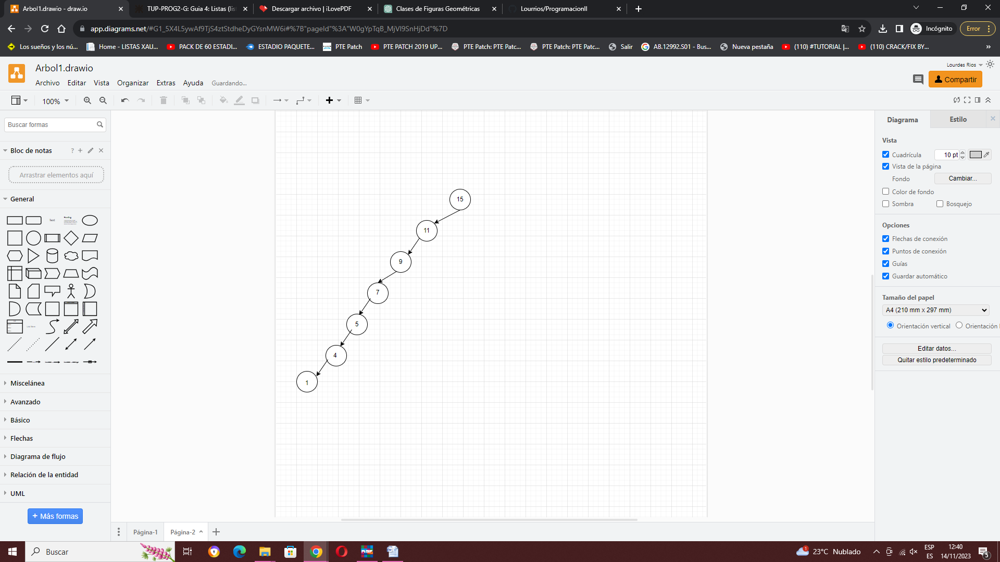 Arbol1.drawio - draw.io
TUP-PROG2-G: Guia 4: Listas (lis
Descargar archivo | iLovePDF
Clases de Figuras Geométricas
Lourrios/ProgramacionII
app.diagrams.net/#G1_5X4L5ywAf9TjS4ztStdheDyGYsnMW6i#%7B"pageId"%3A"W0gYpTqB_MjVI9SnHjDd"%7D
Incógnito
Error
Los sueños y los nú...
Home - LISTAS XAU...
PACK DE 60 ESTADI...
ESTADIO PAQUETE...
PTE Patch
PTE PATCH 2019 UP...
PTE Patch: PTE Patc...
PTE Patch: PTE Patc...
Salir
AB.12992.S01 - Bus...
Nueva pestaña
(110) #TUTORIAL |...
(110) CRACK/FIX BY...
»
Arbol1.drawio
Lourdes Rios
Archivo Editar Vista Organizar Extras Ayuda Guardando...
Compartir
100%
Buscar formas
Bloc de notas
?
Arrastrar elementos aquí
General
Text
Heading
List Item
Miscelánea
Avanzado
Básico
Flechas
Diagrama de flujo
Relación de la entidad
UML
+ Más formas
15
11
9
7
5
4
1
Página-1
Página-2
Diagrama
Estilo
Vista
Cuadrícula
10 pt
Vista de la página
Fondo
Cambiar...
Color de fondo
Sombra
Bosquejo
Opciones
Flechas de conexión
Puntos de conexión
Guías
Guardar automático
Tamaño del papel
A4 (210 mm x 297 mm)
Orientación vertical
Orientación
Editar datos...
Quitar estilo predeterminado
Buscar
1
23°C Nublado
ESP
ES
12:40
14/11/2023
5